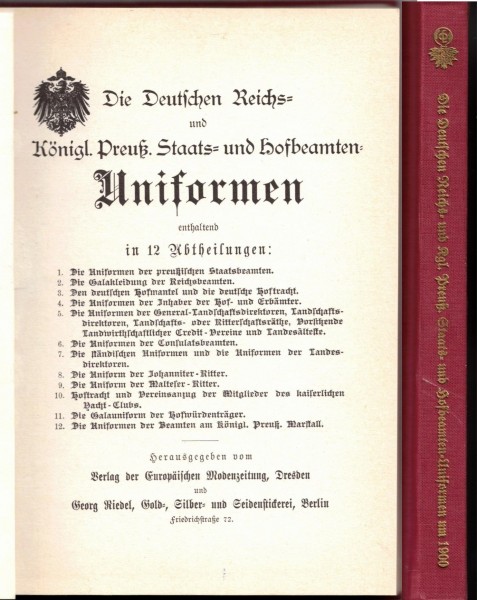 Die Deutschen Reichs-
und
Königl. Preuß. Staats- und Hofbeamten-
Uniformen
enthaltend
in 12 Abtheilungen:
1. Die Uniformen der preußischen Staatsbeamten.
2. Die Galakleidung der Reichsbeamten.
3. Den deutschen Hofmantel und die deutsche Hoftracht.
4. Die Uniformen der Inhaber der Hof- und Erbämter.
5. Die Uniformen der General-Landschaftsdirektoren, Landschafts-
direktoren, Landschafts- oder Ritterschaftsräthe, Vorsitzende
Landwirthschaftlicher Credit-Vereine und Landesälteste.
6. Die Uniformen der Consulatsbeamten.
7. Die ständischen Uniformen und die Uniformen der Landes-
direktoren.
8. Die Uniform der Johanniter-Ritter.
9. Die Uniform der Malteser-Ritter.
10. Hoftracht und Vereinsanzug der Mitglieder des kaiserlichen
Yacht-Clubs.
11. Die Galauniform der Hofwürdenträger.
12. Die Uniformen der Beamten am Königl. Preuß. Marstall.
Herausgegeben vom
Verlag der Europäischen Modenzeitung, Dresden
und
Georg Riedel, Gold-, Silber- und Seidenstickerei, Berlin
Friedrichstraße 72.
Die Deutschen Reichs- und Kgl. Preuß. Staats- und Hofbeamten-Uniformen um 1900